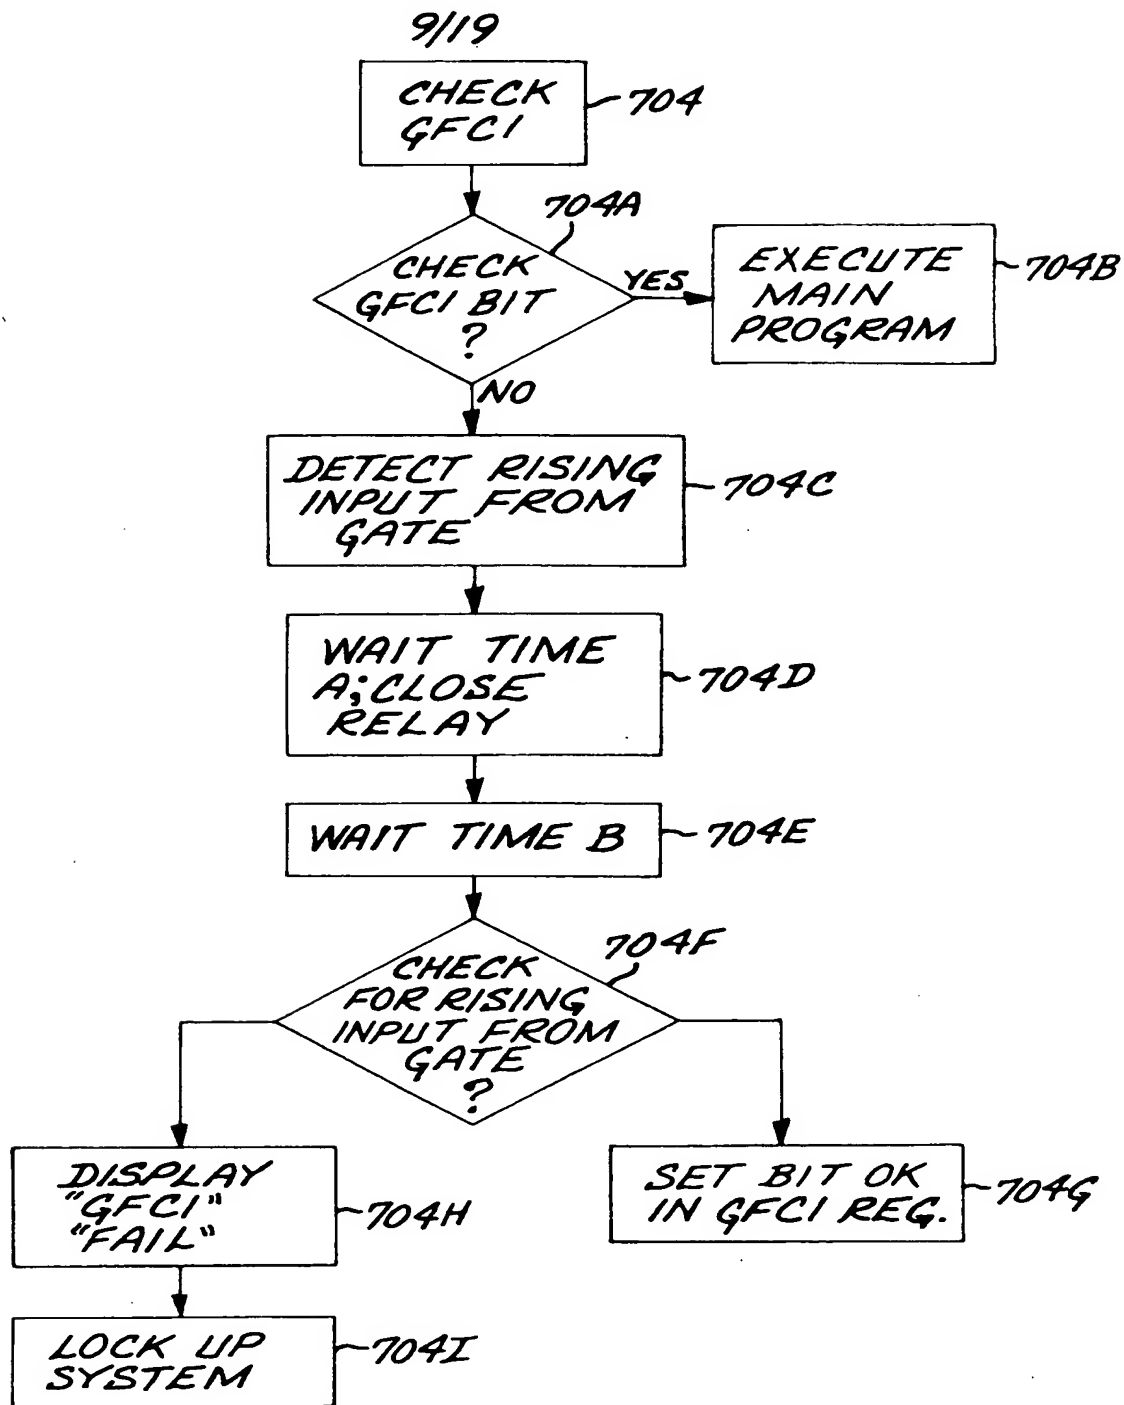 9/19
CHECK
GFCI
704
704A
CHECK
GFCI BIT
?
YES
EXECUTE
MAIN
PROGRAM
704B
NO
DETECT RISING
INPUT FROM
GATE
704C
WAIT TIME
A; CLOSE
RELAY
704D
WAIT TIME B
704E
704F
CHECK
FOR RISING
INPUT FROM
GATE
?
DISPLAY
"GFCI"
"FAIL"
704H
SET BIT OK
IN GFCI REG.
704G
LOCK UP
SYSTEM
704I